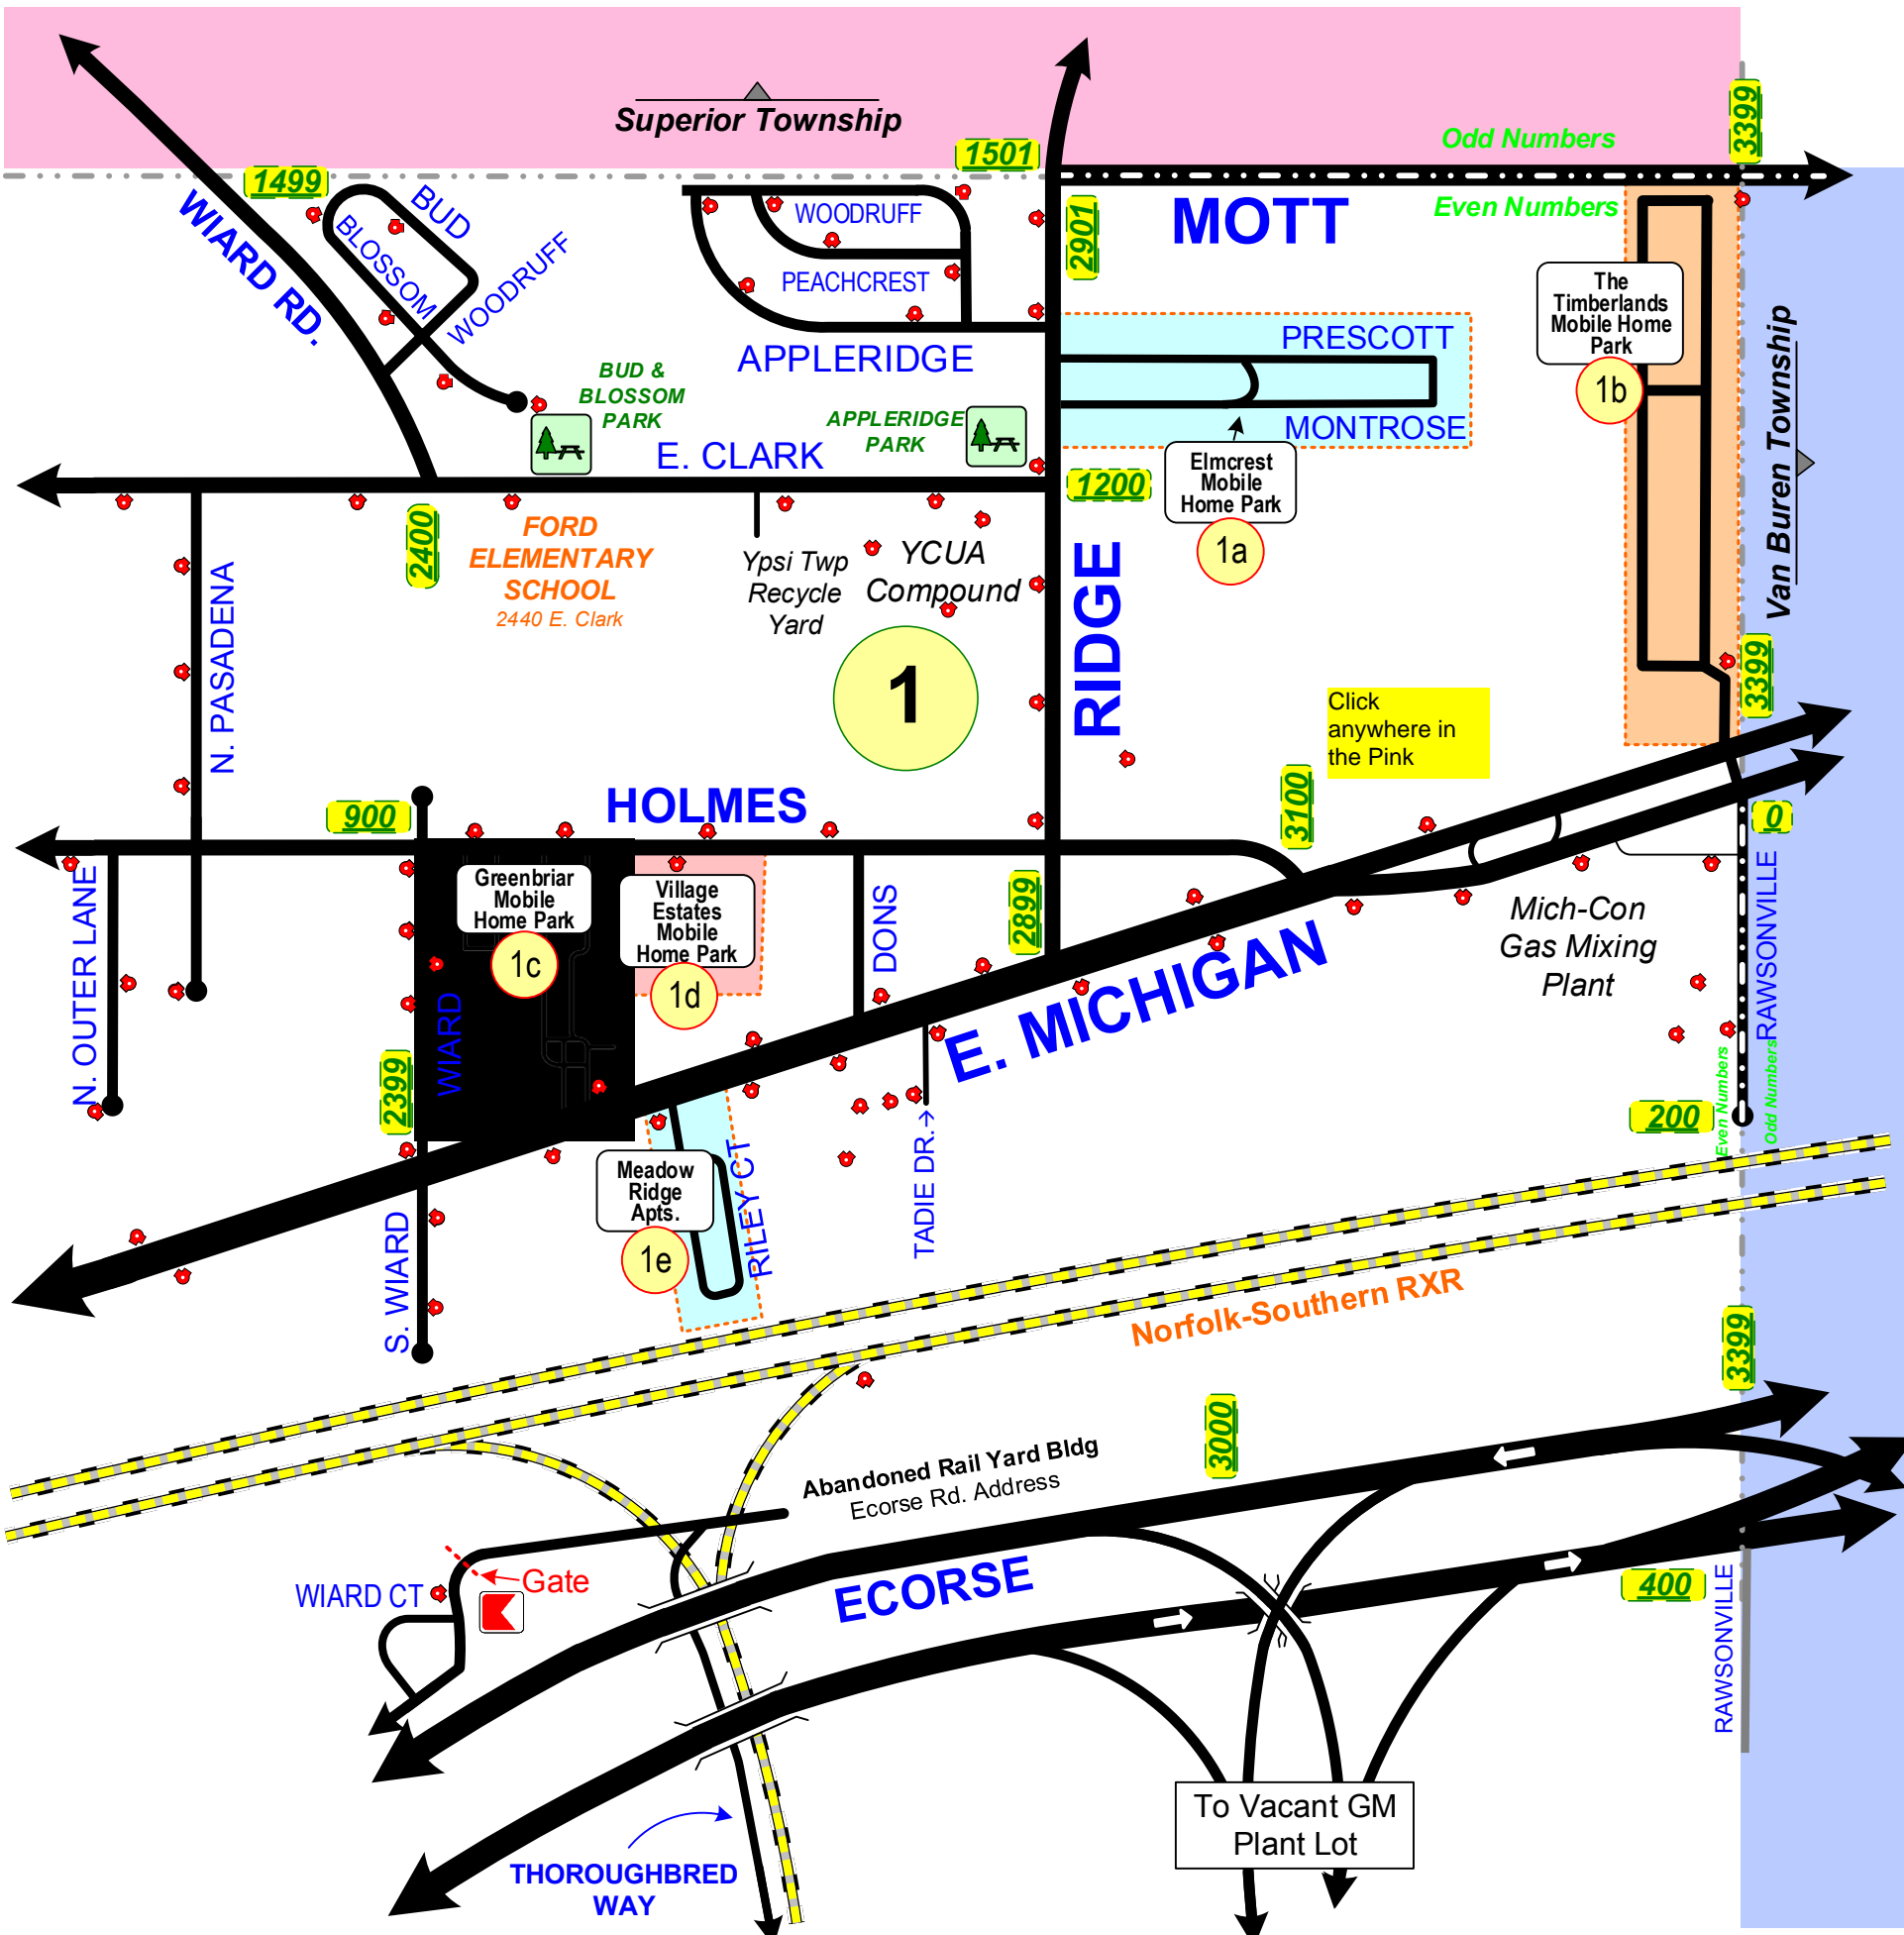 Superior Township
Odd Numbers
3399
1501
1499
Even Numbers
MOTT
2901
BUD
BLOSSOM
WOODRUFF
WIARD RD.
WOODRUFF
PEACHCREST
APPLERIDGE
The
Timberlands
Mobile Home
Park
1b
Van Buren Township
PRESCOTT
MONTROSE
BUD &
BLOSSOM
PARK
APPLERIDGE
PARK
E. CLARK
Elmcrest
Mobile
Home Park
1a
1200
2400
FORD
ELEMENTARY
SCHOOL
2440 E. Clark
Ypsi Twp
Recycle
Yard
YCUA
Compound
RIDGE
N. PASADENA
1
3399
Click
anywhere in
the Pink
3100
HOLMES
900
0
Greenbriar
Mobile
Home Park
1c
Village
Estates
Mobile
Home Park
1d
DONS
2899
N. OUTER LANE
WIARD
2399
E. MICHIGAN
Mich-Con
Gas Mixing
Plant
RAWSONVILLE
Even Numbers
Odd Numbers
200
Meadow
Ridge
Apts.
1e
RILEY CT
TADIE DR.→
S. WIARD
Norfolk-Southern RXR
3399
3000
Abandoned Rail Yard Bldg
Ecorse Rd. Address
WIARD CT
Gate
ECORSE
400
RAWSONVILLE
To Vacant GM
Plant Lot
THOROUGHBRED
WAY